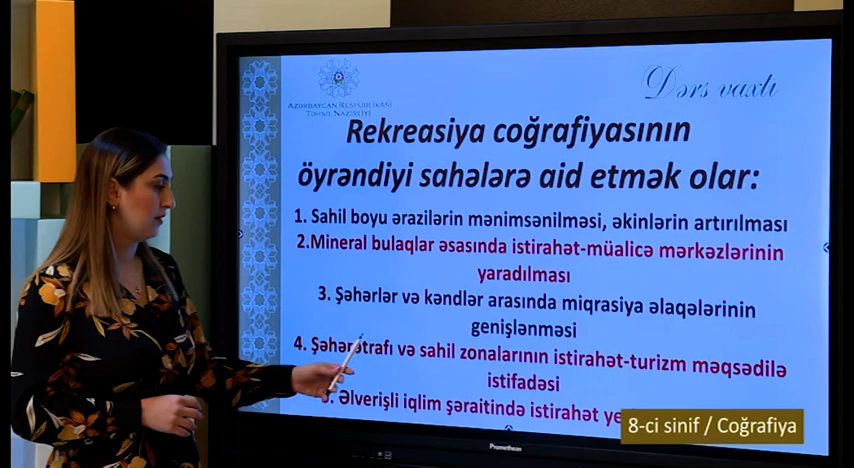 Dərs vaxtı
AZƏRBAYCAN RESPUBLİKASI
TƏHSİL NAZİRLİYİ
Rekreasiya coğrafiyasının
öyrəndiyi sahələrə aid etmək olar:
1. Sahil boyu ərazilərin mənimsənilməsi, əkinlərin artırılması
2.Mineral bulaqlar əsasında istirahət-müalicə mərkəzlərinin
yaradılması
3. Şəhərlər və kəndlər arasında miqrasiya əlaqələrinin
genişlənməsi
4. Şəhərətrafı və sahil zonalarının istirahət-turizm məqsədilə
istifadəsi
Əlverişli iqlim şəraitində istirahət
8-ci sinif / Coğrafiya
Promethean